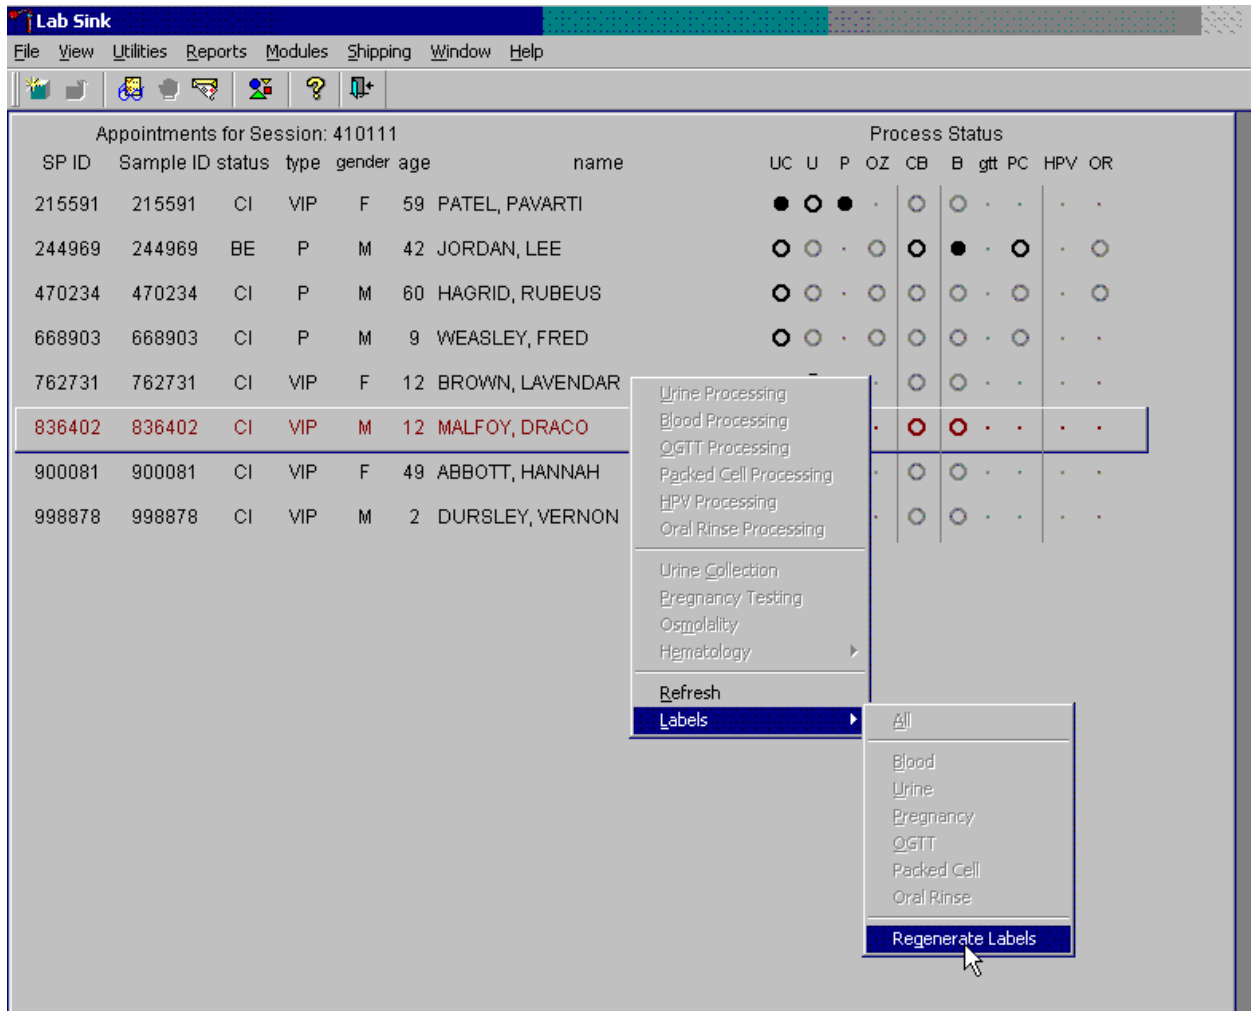 Lab Sink
File View Utilities Reports Modules Shipping Window Help
Appointments for Session: 410111 Process Status
SP ID Sample ID status type gender age name UC U P OZ CB B gtt PC HPV OR
215591 215591 CI VIP F 59 PATEL, PAVARTI
244969 244969 BE P M 42 JORDAN, LEE
470234 470234 CI P M 60 HAGRID, RUBEUS
668903 668903 CI P M 9 WEASLEY, FRED
762731 762731 CI VIP F 12 BROWN, LAVENDAR
836402 836402 CI VIP M 12 MALFOY, DRACO
900081 900081 CI VIP F 49 ABBOTT, HANNAH
998878 998878 CI VIP M 2 DURSLEY, VERNON
Urine Processing
Blood Processing
OGTT Processing
Packed Cell Processing
HPV Processing
Oral Rinse Processing
Urine Collection
Pregnancy Testing
Osmolality
Hematology
Refresh
Labels
All
Blood
Urine
Pregnancy
OGTT
Packed Cell
Oral Rinse
Regenerate Labels